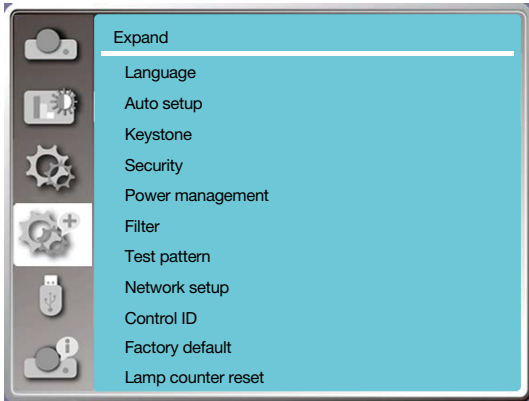 Expand
Language
Auto setup
Keystone
Security
Power management
Filter
Test pattern
Network setup
Control ID
Factory default
Lamp counter reset